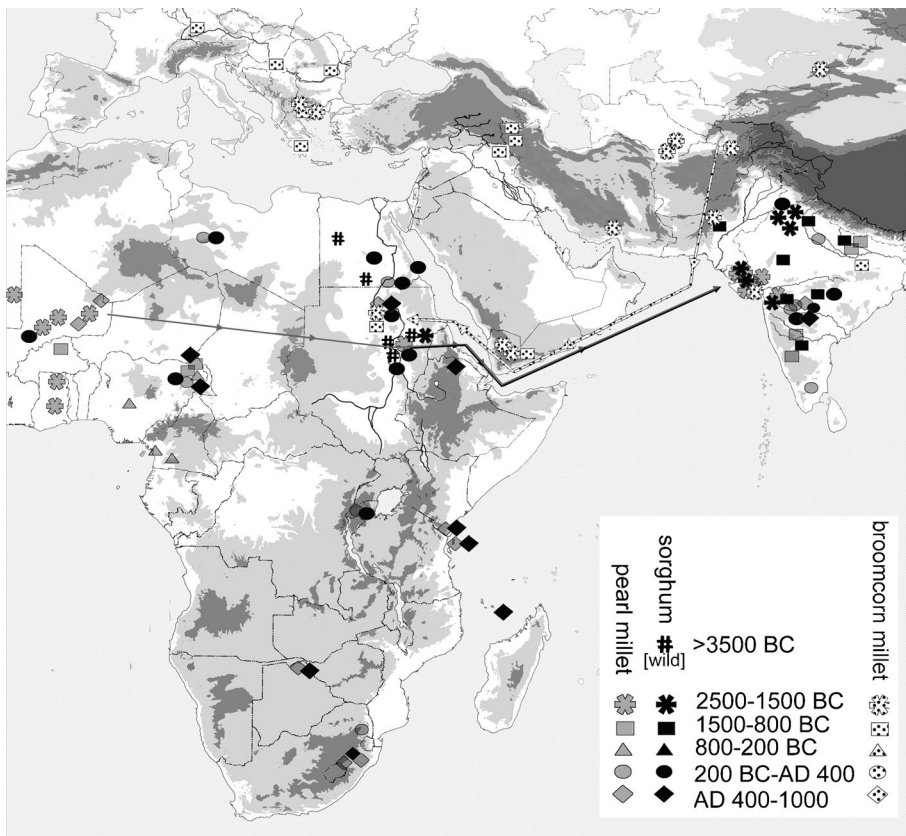 pearl millet
sorghum
broomcorn millet
[wild]
>3500 BC
2500-1500 BC
1500-800 BC
800-200 BC
200 BC-AD 400
AD 400-1000